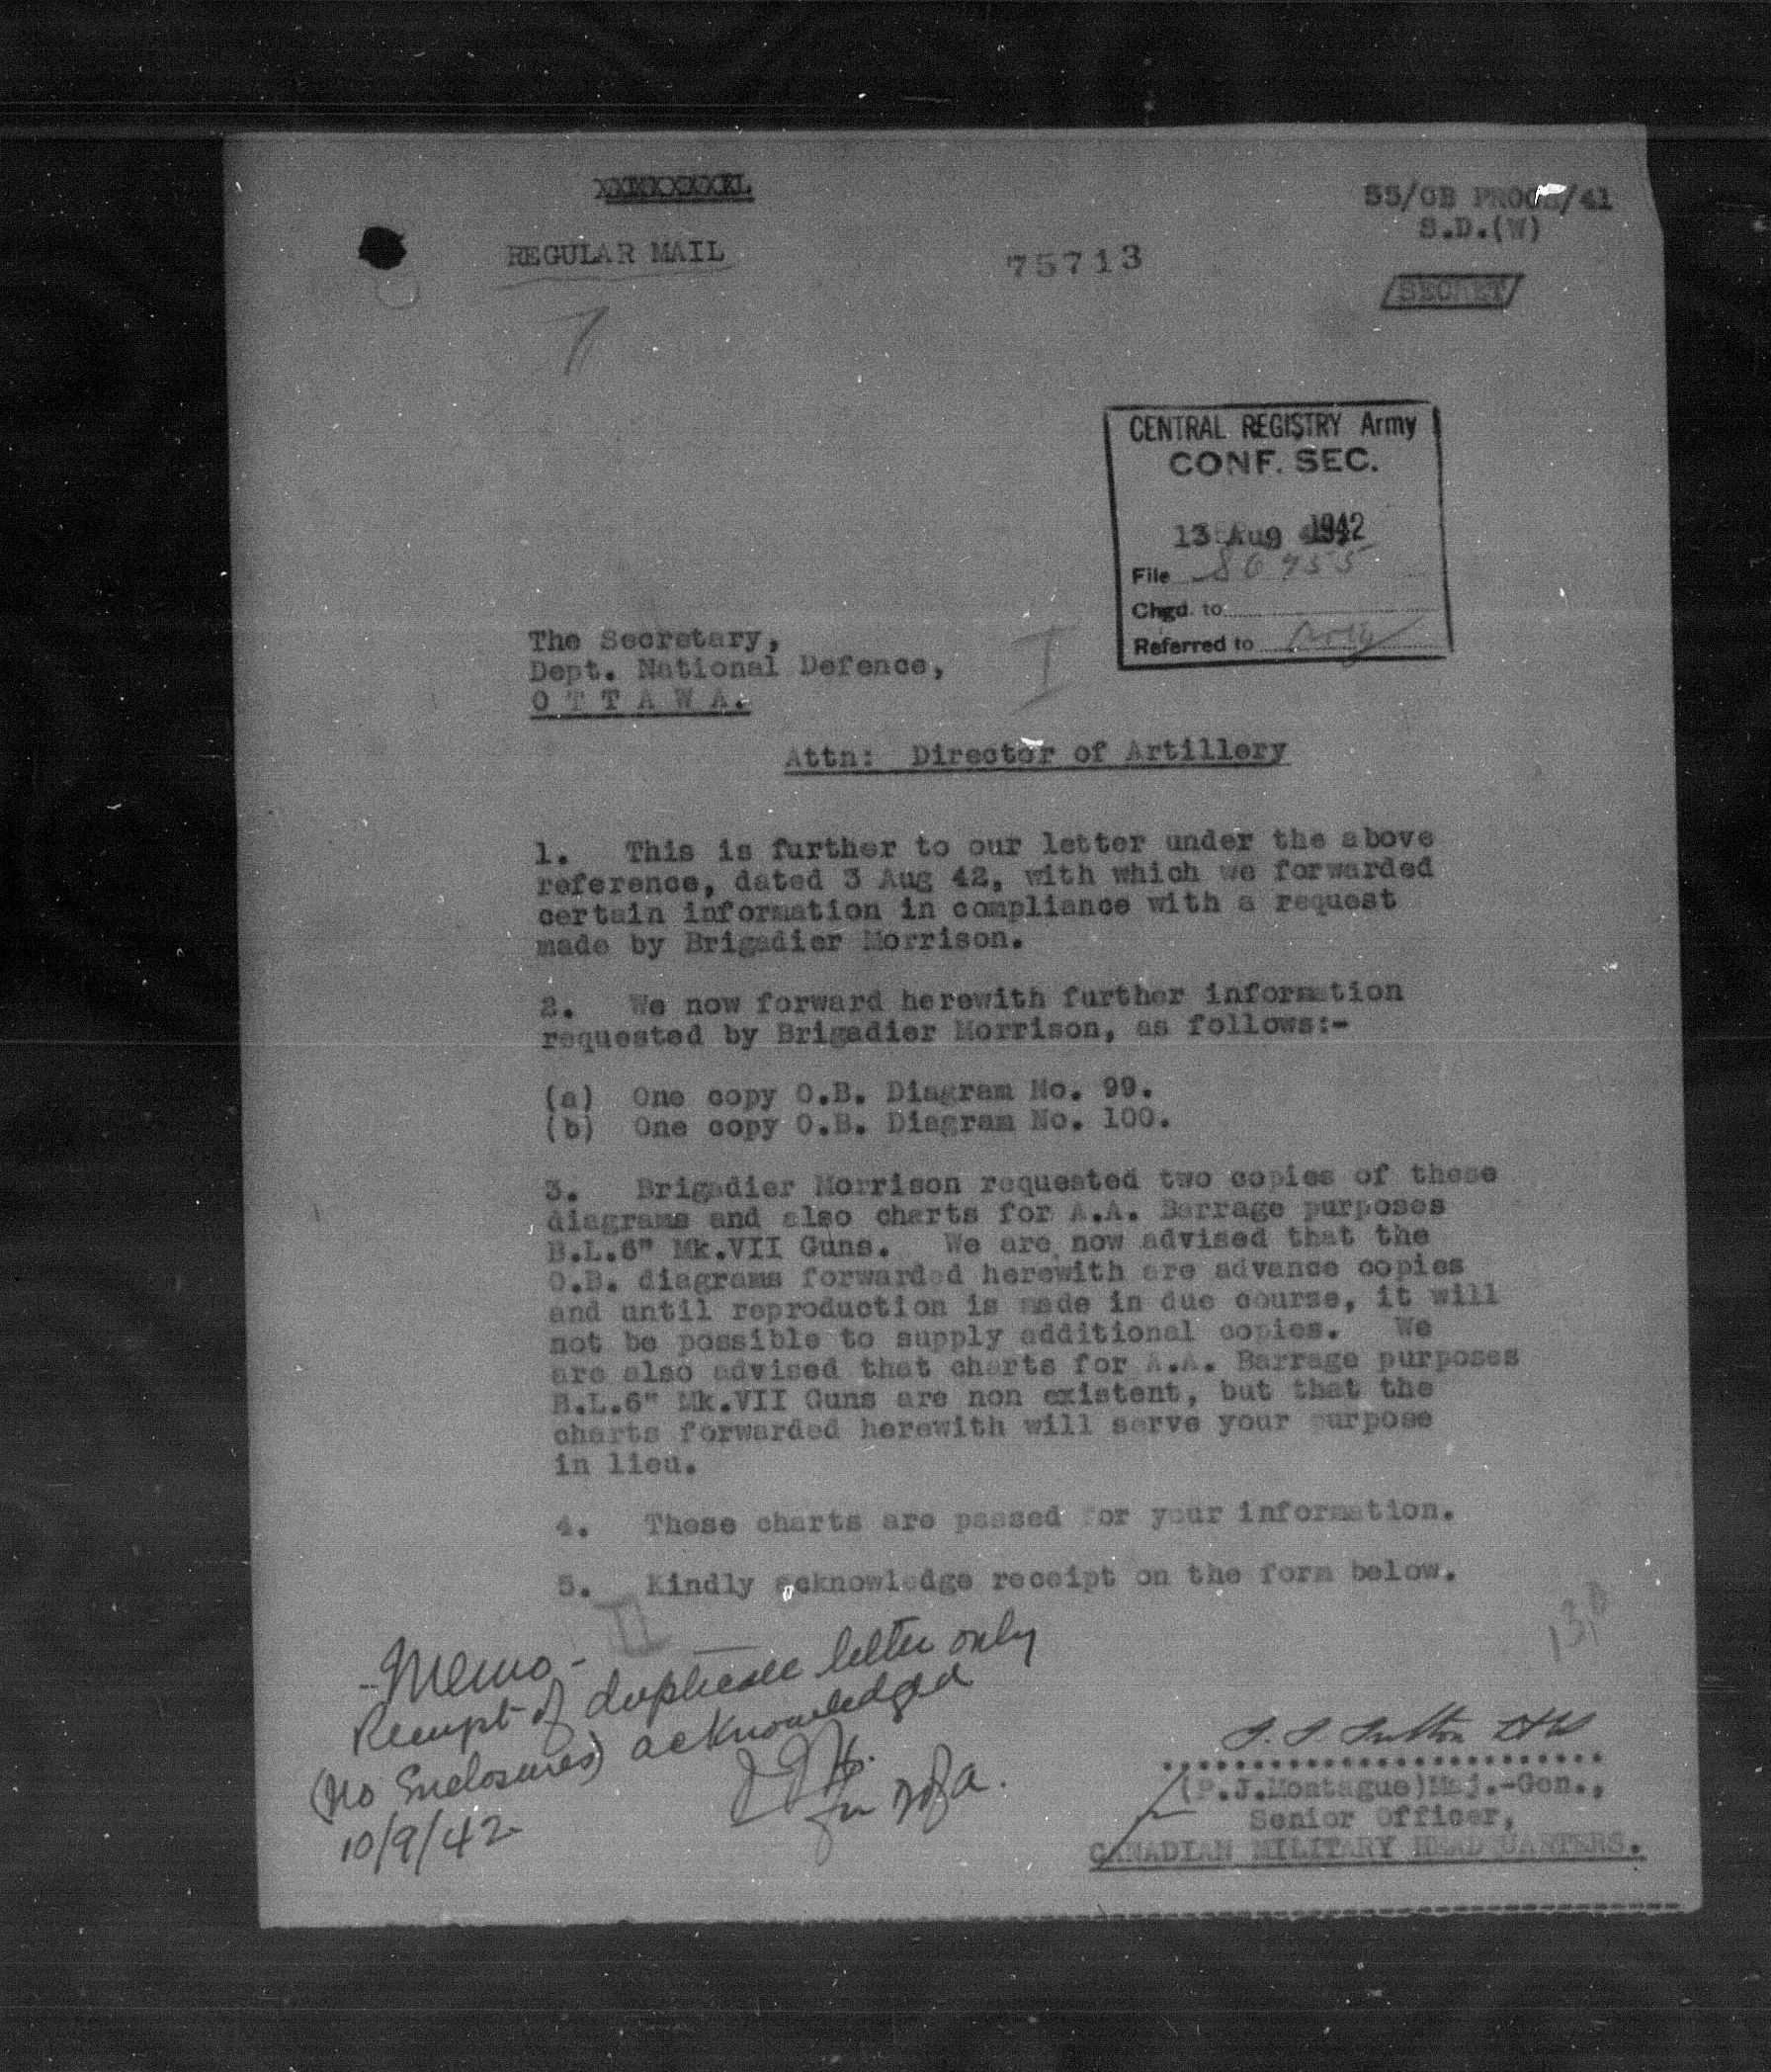 REGULAR MAIL
75713
S.D.(W)
SECRET
CENTRAL REGISTRY Army
CONF. SEC.
13 Aug 1942
File
Chgd. to
Referred to
The Secretary,
Dept. National Defence,
O T T A W A.
Attn: Director of Artillery
1. This is further to our letter under the above
reference, dated 3 Aug 42, with which we forwarded
certain information in compliance with a request
made by Brigadier Morrison.
2. We now forward herewith further information
requested by Brigadier Morrison, as follows:-
(a) One copy O.B. Diagram No. 99.
(b) One copy O.B. Diagram No. 100.
3. Brigadier Morrison requested two copies of these
diagrams and also charts for A.A. Barrage purposes
B.L.6" Mk.VII Guns. We are now advised that the
O.B. diagrams forwarded herewith are advance copies
and until reproduction is made in due course, it will
not be possible to supply additional copies. We
are also advised that charts for A.A. Barrage purposes
B.L.6" Mk.VII Guns are non existent, but that the
charts forwarded herewith will serve your purpose
in lieu.
4. These charts are passed for your information.
5. Kindly acknowledge receipt on the form below.
II
-Memo-
Receipt of duplicate letter only
(No Enclosures) acknowledged
10/9/42
(P.J.Montague)Maj.-Gen.,
Senior Officer,
CANADIAN MILITARY HEADQUARTERS.